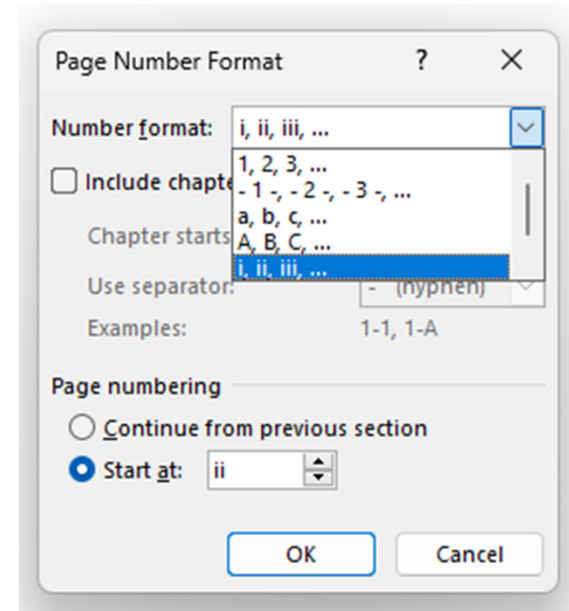 Page Number Format ? ×
Number format: i, ii, iii, ...
1, 2, 3, ...
Include chapte
- 1 -, - 2 -, - 3 -, ...
a, b, c, ...
Chapter starts
A, B, C, ...
i, ii, iii, ...
Use separator: - (hyphen)
Examples: 1-1, 1-A
Page numbering
Continue from previous section
Start at: ii
OK Cancel